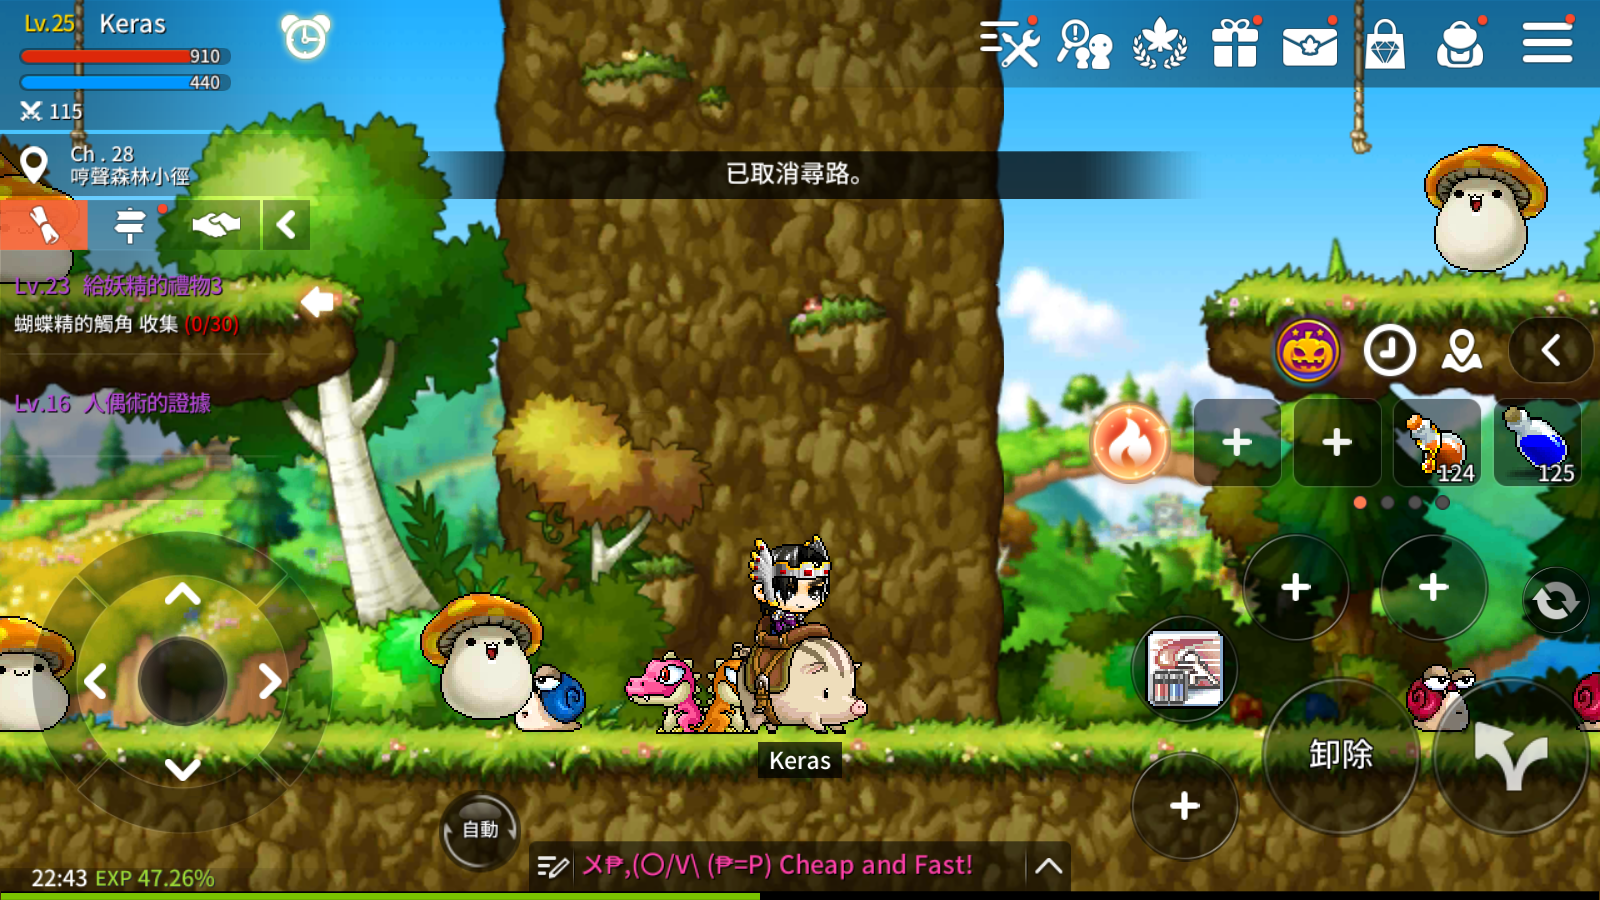 Lv.25 Keras
910
440
115
Ch . 28
哼聲森林小徑
已取消尋路。
Lv.23 給妖精的禮物3
蝴蝶精的觸角 收集 (0/30)
Lv.16 人偶術的證據
124
125
卸除
Keras
自動
メ₱,(〇/V\ (₱=P) Cheap and Fast!
22:43 EXP 47.26%